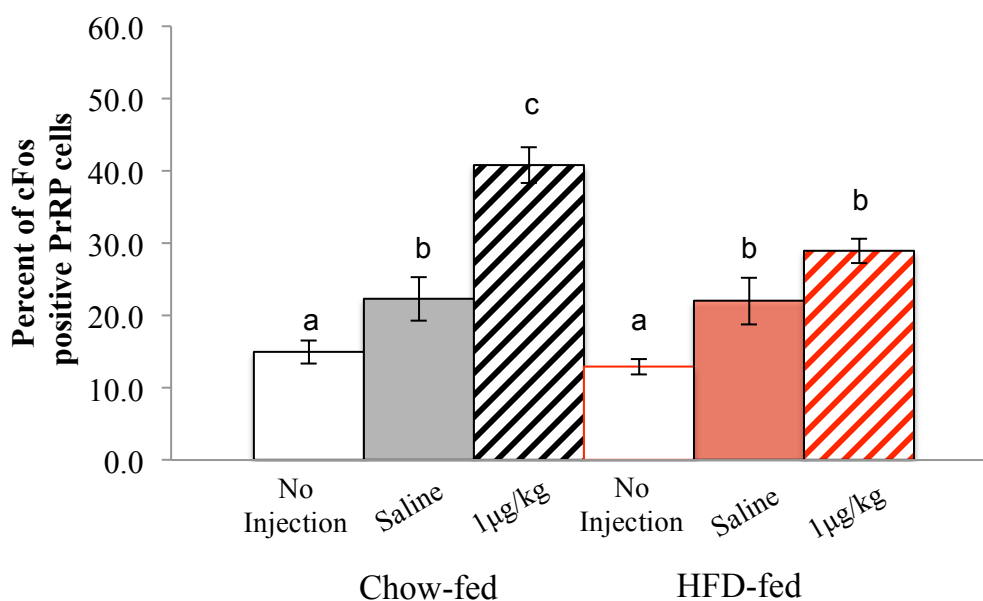 Percent of cFos
positive PrRP cells
60.0
50.0
40.0
30.0
20.0
10.0
0.0
a
b
c
a
b
b
No
Injection
Saline
1µg/kg
No
Injection
Saline
1µg/kg
Chow-fed
HFD-fed